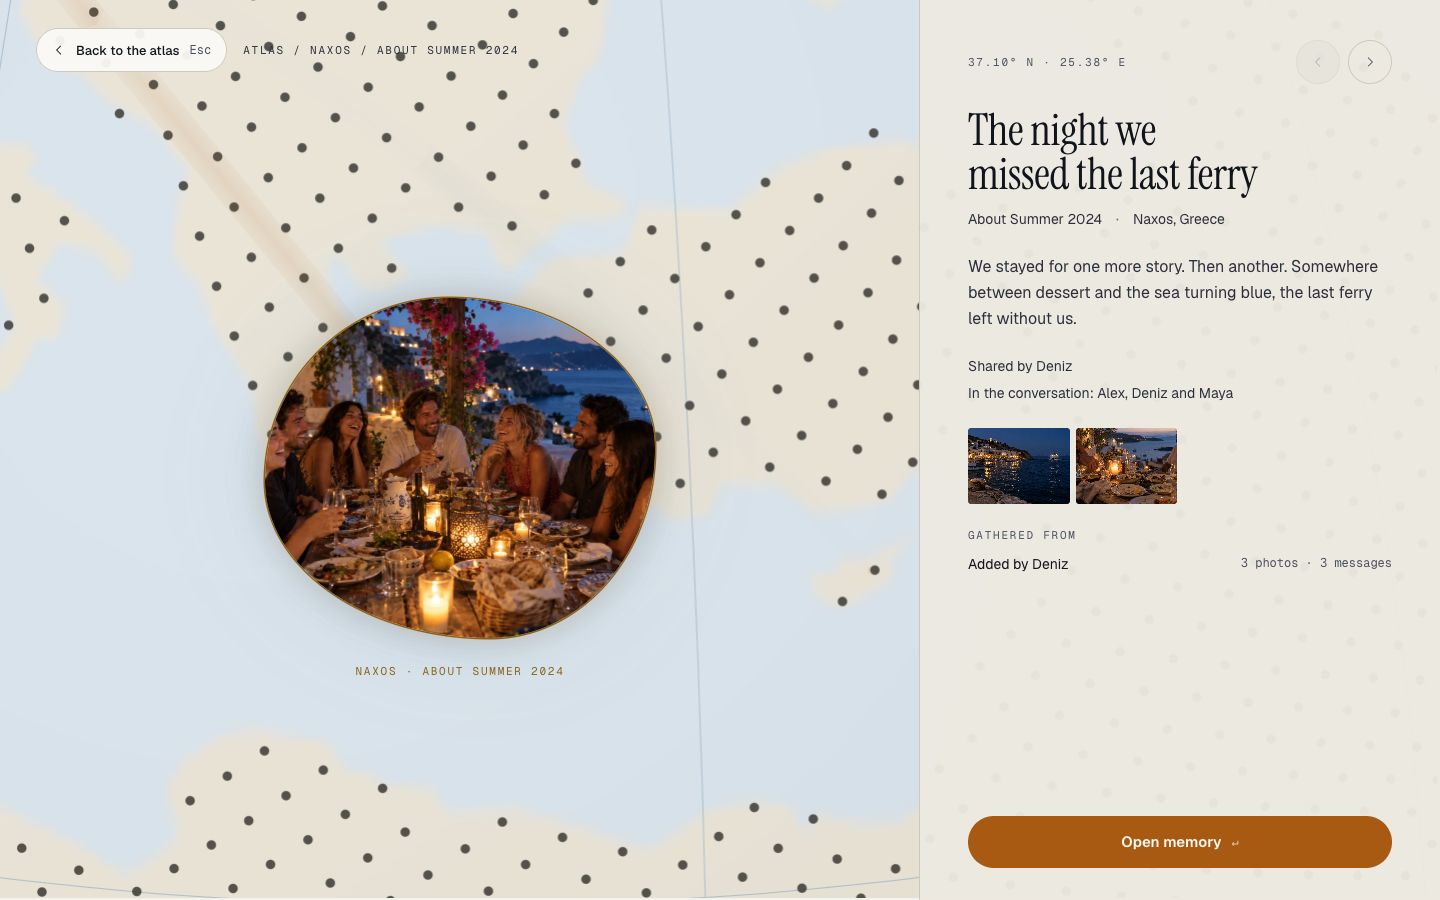 Back to the atlas Esc
ATLAS / NAXOS / ABOUT SUMMER 2024
37.10° N · 25.38° E
The night we
missed the last ferry
About Summer 2024 · Naxos, Greece
We stayed for one more story. Then another. Somewhere
between dessert and the sea turning blue, the last ferry
left without us.
Shared by Deniz
In the conversation: Alex, Deniz and Maya
GATHERED FROM
Added by Deniz
3 photos · 3 messages
NAXOS · ABOUT SUMMER 2024
Open memory ↵